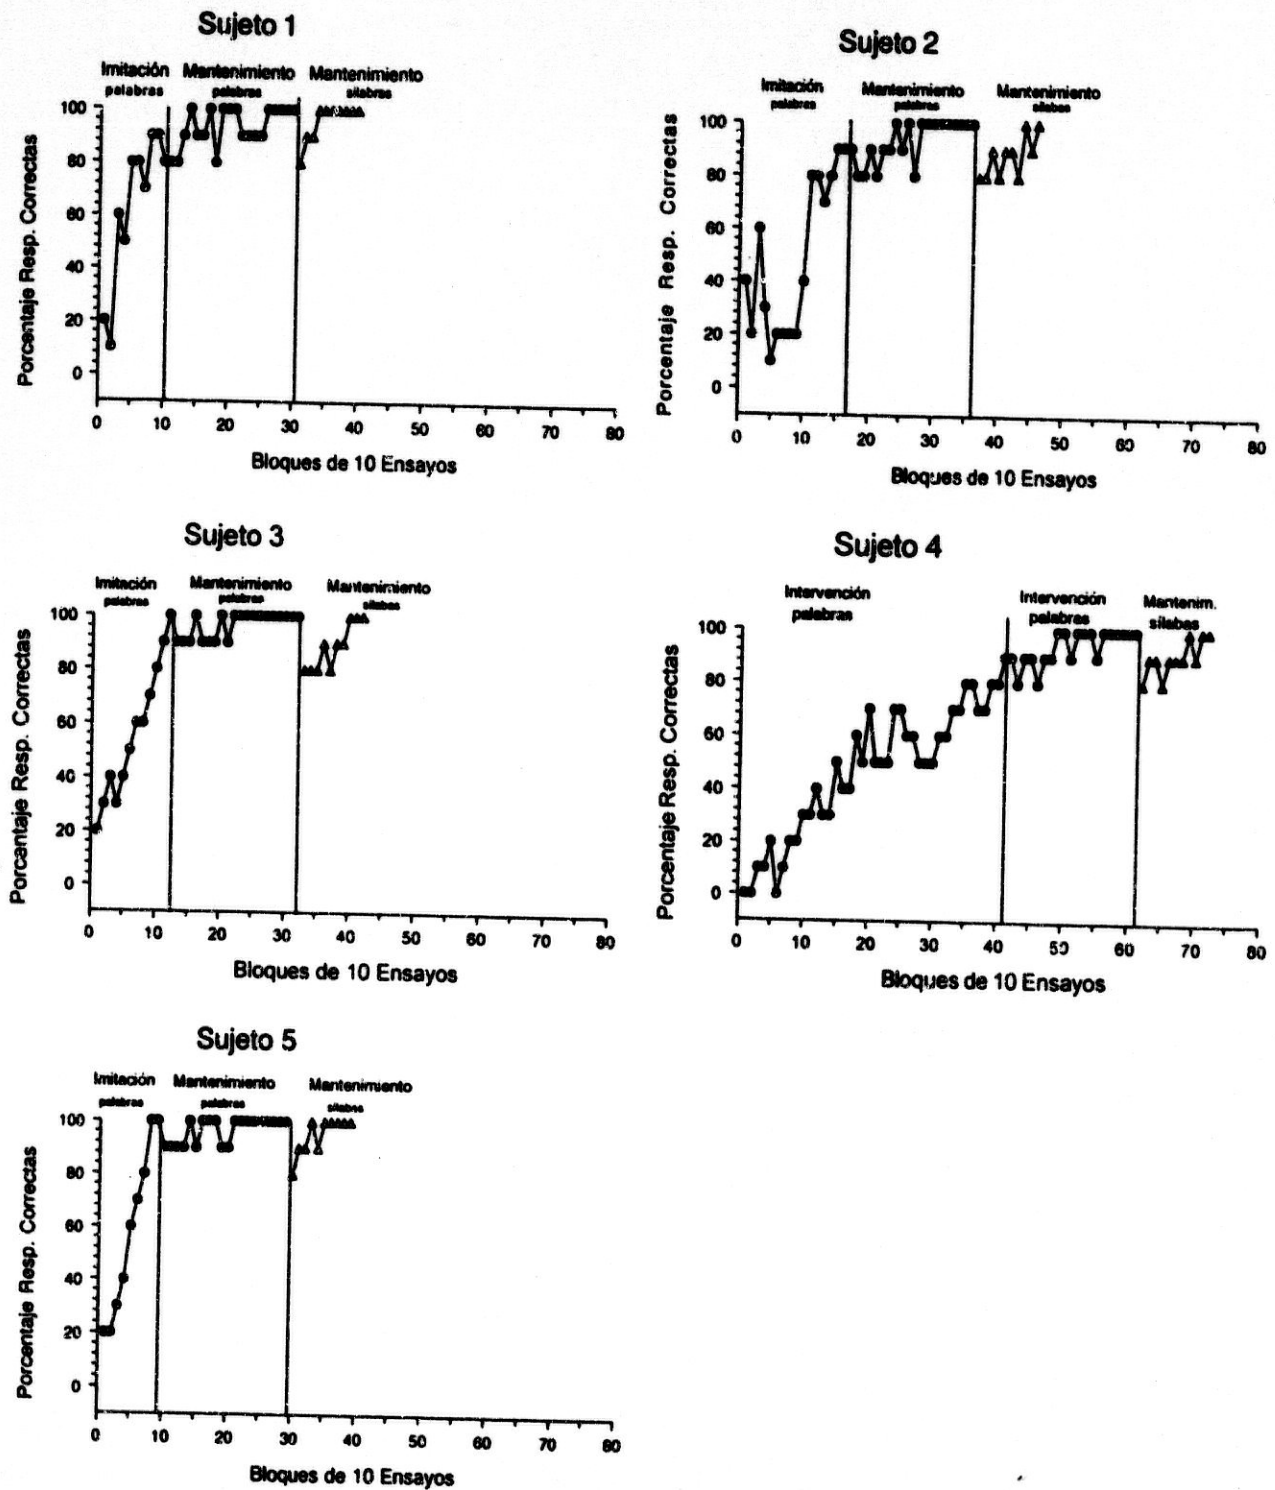 Sujeto 1
Imitación Mantenimiento Mantenimiento
palabras palabras silabras
Porcentaje Resp. Correctas
100
80
60
40
20
0
0 10 20 30 40 50 60 70 80
Bloques de 10 Ensayos
Sujeto 2
Imitación Mantenimiento Mantenimiento
palabras palabras silabas
Porcentaje Resp. Correctas
100
80
60
40
20
0
0 10 20 30 40 50 60 70 80
Bloques de 10 Ensayos
Sujeto 3
Imitación Mantenimiento Mantenimiento
palabras palabras silabas
Porcantaje Resp. Correctas
100
80
60
40
20
0
0 10 20 30 40 50 60 70 80
Bloques de 10 Ensayos
Sujeto 4
Intervención Intervención Mantenim.
palabras palabras sílabas
Porcentaje Resp. Correctas
100
80
60
40
20
0
0 10 20 30 40 50 60 70 80
Bloques de 10 Ensayos
Sujeto 5
Imitación Mantenimiento Mantenimiento
palabras palabras silabas
Porcentaje Resp. Correctas
100
80
60
40
20
0
0 10 20 30 40 50 60 70 80
Bloques de 10 Ensayos